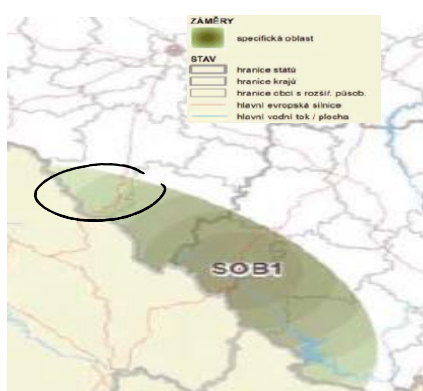 ZÁMĚRY
specifická oblast
STAV
hranice států
hranice krajů
hranice obcí s rozšíř. působ.
hlavní evropská silnice
hlavní vodní tok / plocha
SOB1